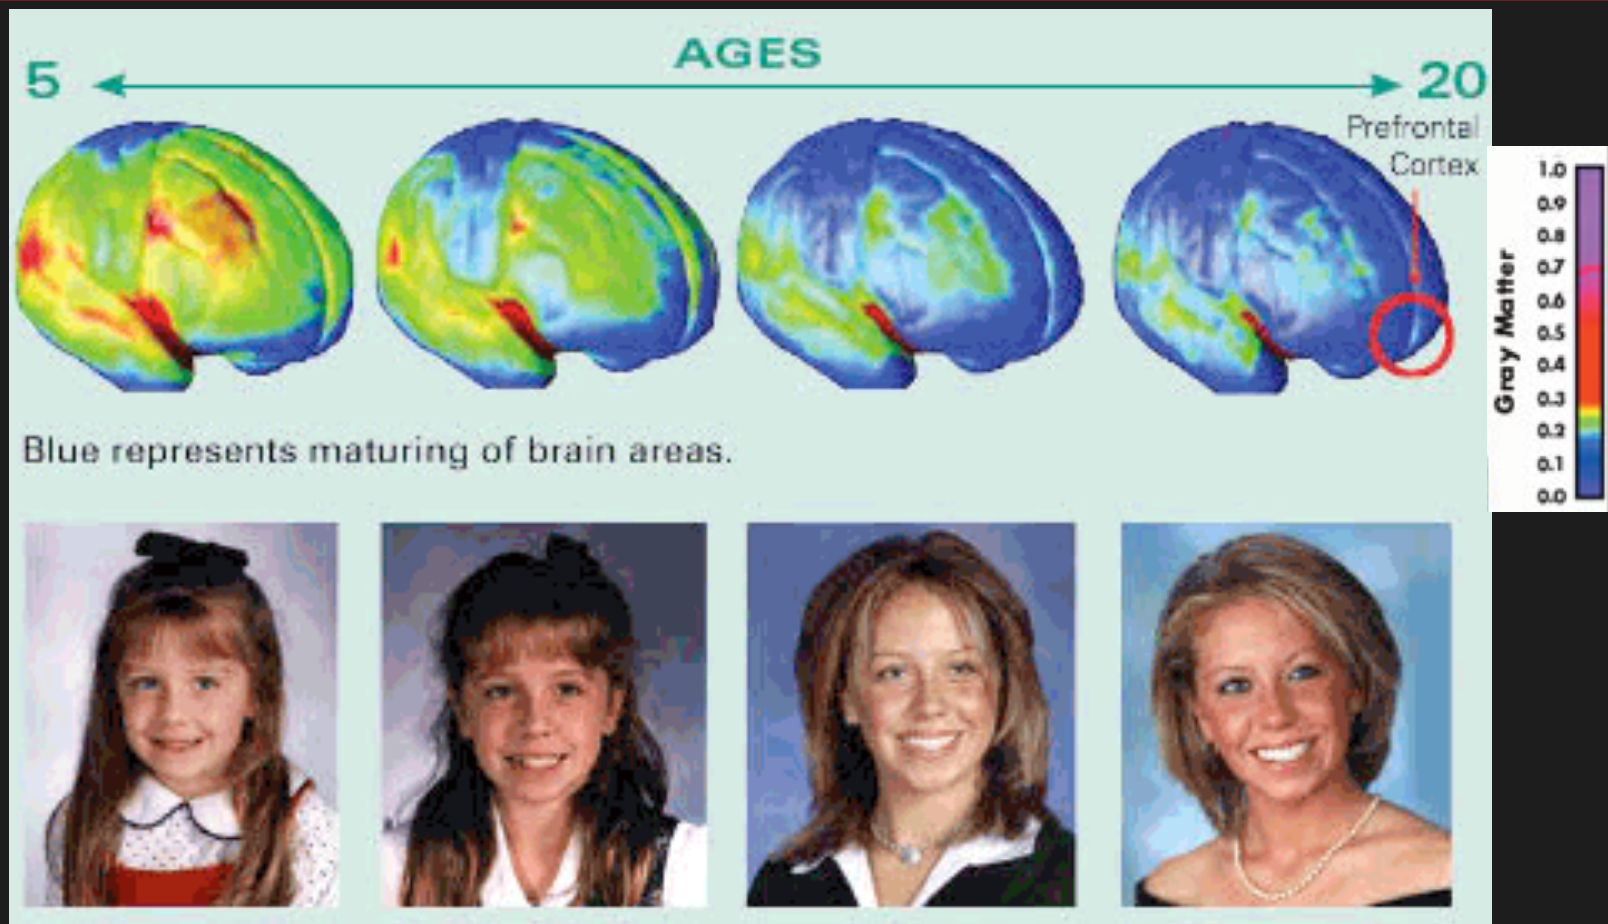 AGES
5
20
Prefrontal
Cortex
Gray Matter
1.0
0.9
0.8
0.7
0.6
0.5
0.4
0.3
0.2
0.1
0.0
Blue represents maturing of brain areas.